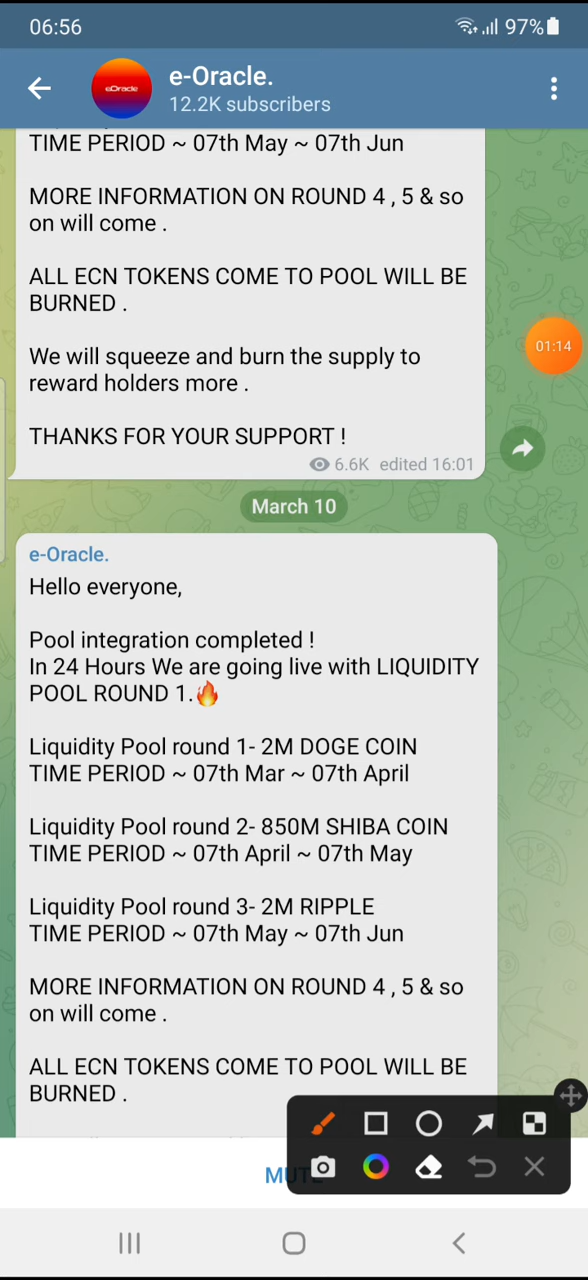 06:56
97%
eOracle
e-Oracle.
12.2K subscribers
TIME PERIOD ~ 07th May ~ 07th Jun
MORE INFORMATION ON ROUND 4 , 5 & so
on will come .
ALL ECN TOKENS COME TO POOL WILL BE
BURNED .
We will squeeze and burn the supply to
reward holders more .
THANKS FOR YOUR SUPPORT !
6.6K edited 16:01
01:14
March 10
e-Oracle.
Hello everyone,
Pool integration completed !
In 24 Hours We are going live with LIQUIDITY
POOL ROUND 1.🔥
Liquidity Pool round 1- 2M DOGE COIN
TIME PERIOD ~ 07th Mar ~ 07th April
Liquidity Pool round 2- 850M SHIBA COIN
TIME PERIOD ~ 07th April ~ 07th May
Liquidity Pool round 3- 2M RIPPLE
TIME PERIOD ~ 07th May ~ 07th Jun
MORE INFORMATION ON ROUND 4 , 5 & so
on will come .
ALL ECN TOKENS COME TO POOL WILL BE
BURNED .
MUTE